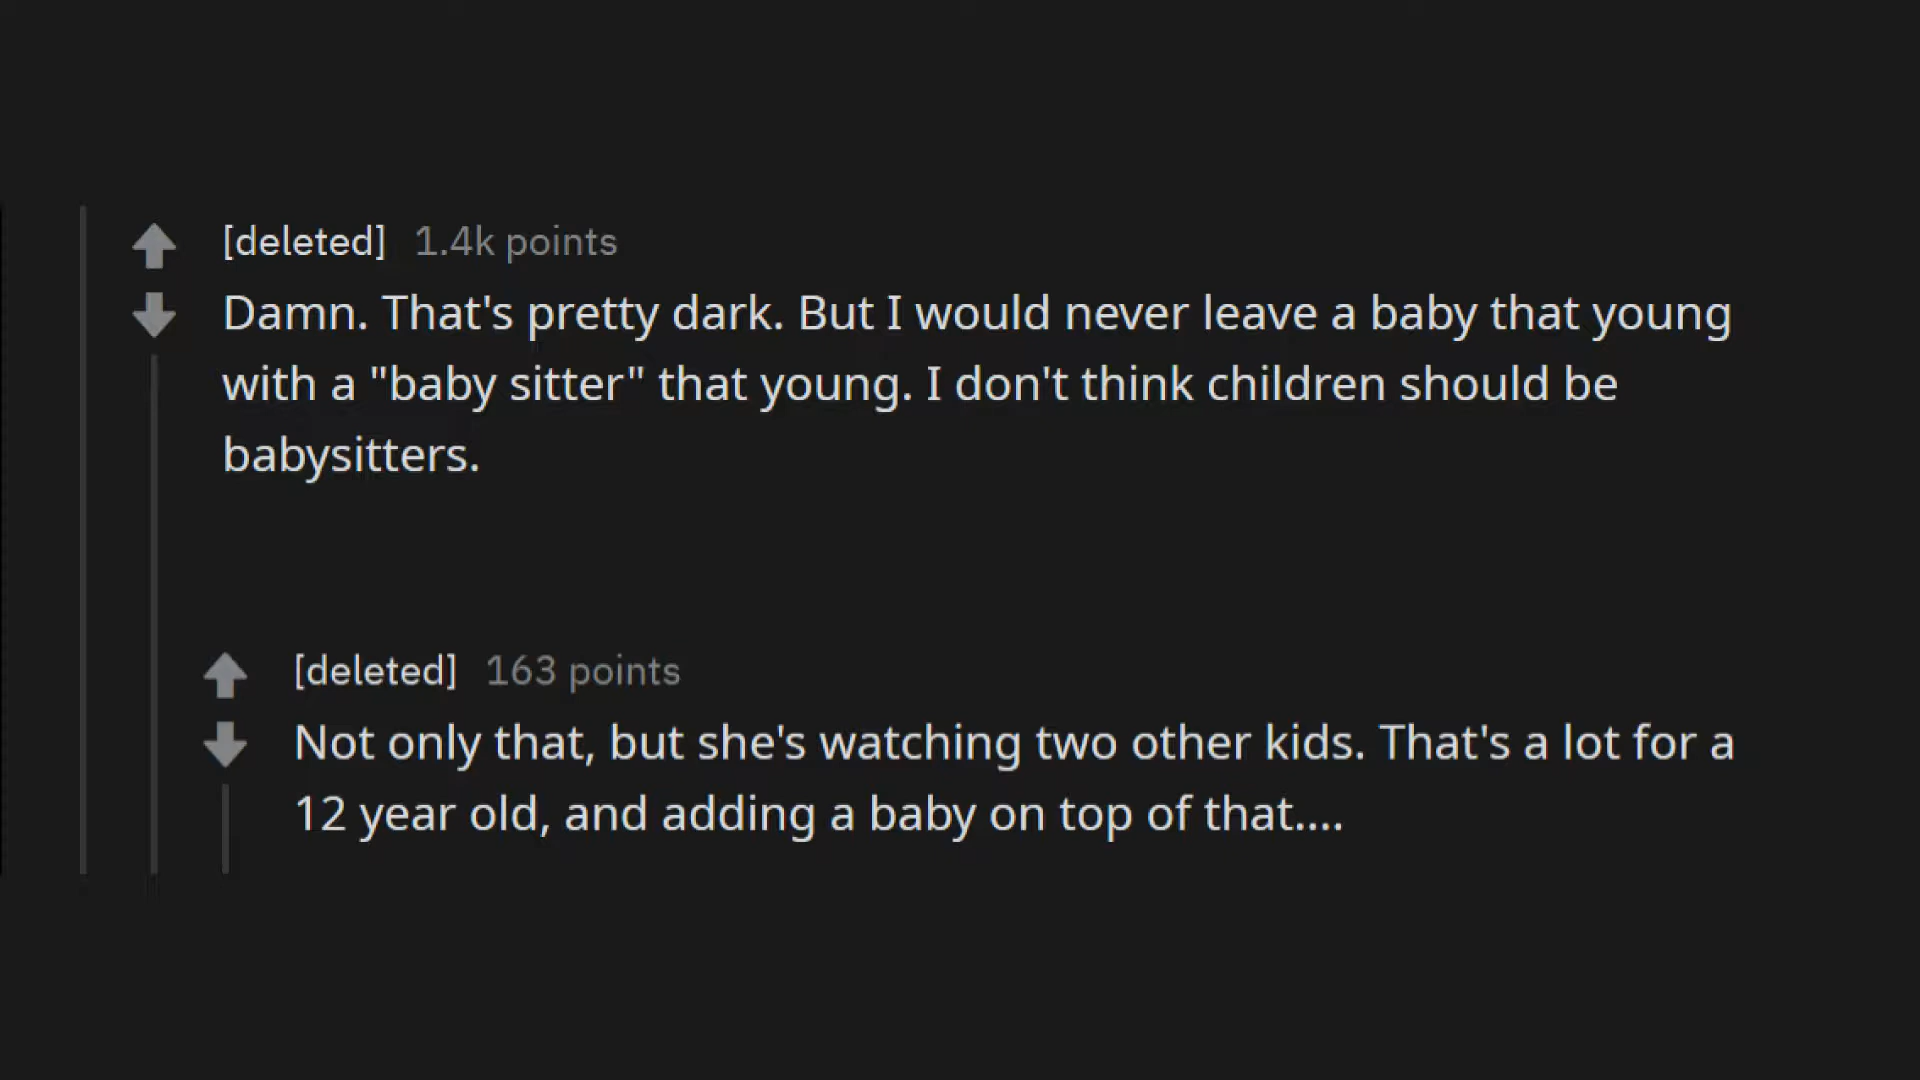 [deleted] 1.4k points
Damn. That's pretty dark. But I would never leave a baby that young
with a "baby sitter" that young. I don't think children should be
babysitters.
[deleted] 163 points
Not only that, but she's watching two other kids. That's a lot for a
12 year old, and adding a baby on top of that....